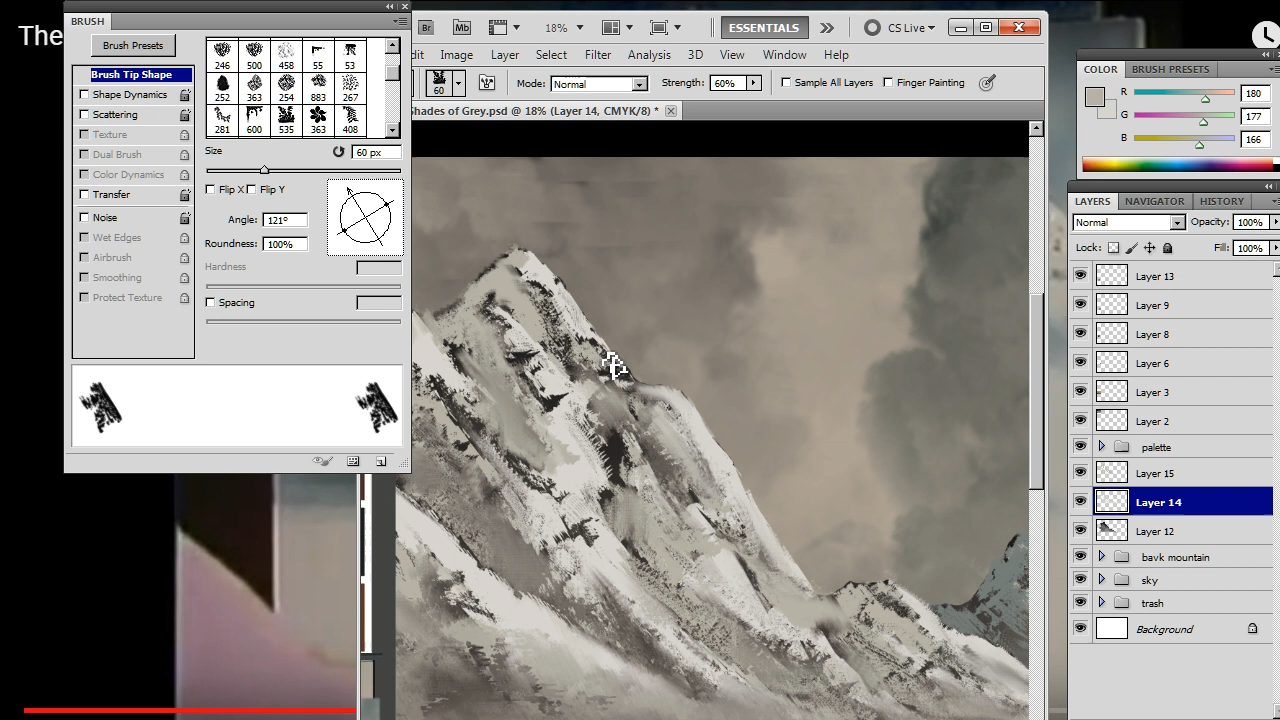 The
BRUSH
Brush Presets
Brush Tip Shape
Shape Dynamics
Scattering
Texture
Dual Brush
Color Dynamics
Transfer
Noise
Wet Edges
Airbrush
Smoothing
Protect Texture
246 500 458 55 53
252 363 254 883 267
281 600 535 363 408
Size 60 px
Flip X Flip Y
Angle: 121º
Roundness: 100%
Hardness
Spacing
Br Mb 18% ESSENTIALS CS Live
dit Image Layer Select Filter Analysis 3D View Window Help
60 Mode: Normal Strength: 60% Sample All Layers Finger Painting
Shades of Grey.psd @ 18% (Layer 14, CMYK/8) *
COLOR BRUSH PRESETS
R 180
G 177
B 166
LAYERS NAVIGATOR HISTORY
Normal Opacity: 100%
Lock: Fill: 100%
Layer 13
Layer 9
Layer 8
Layer 6
Layer 3
Layer 2
palette
Layer 15
Layer 14
Layer 12
bavk mountain
sky
trash
Background